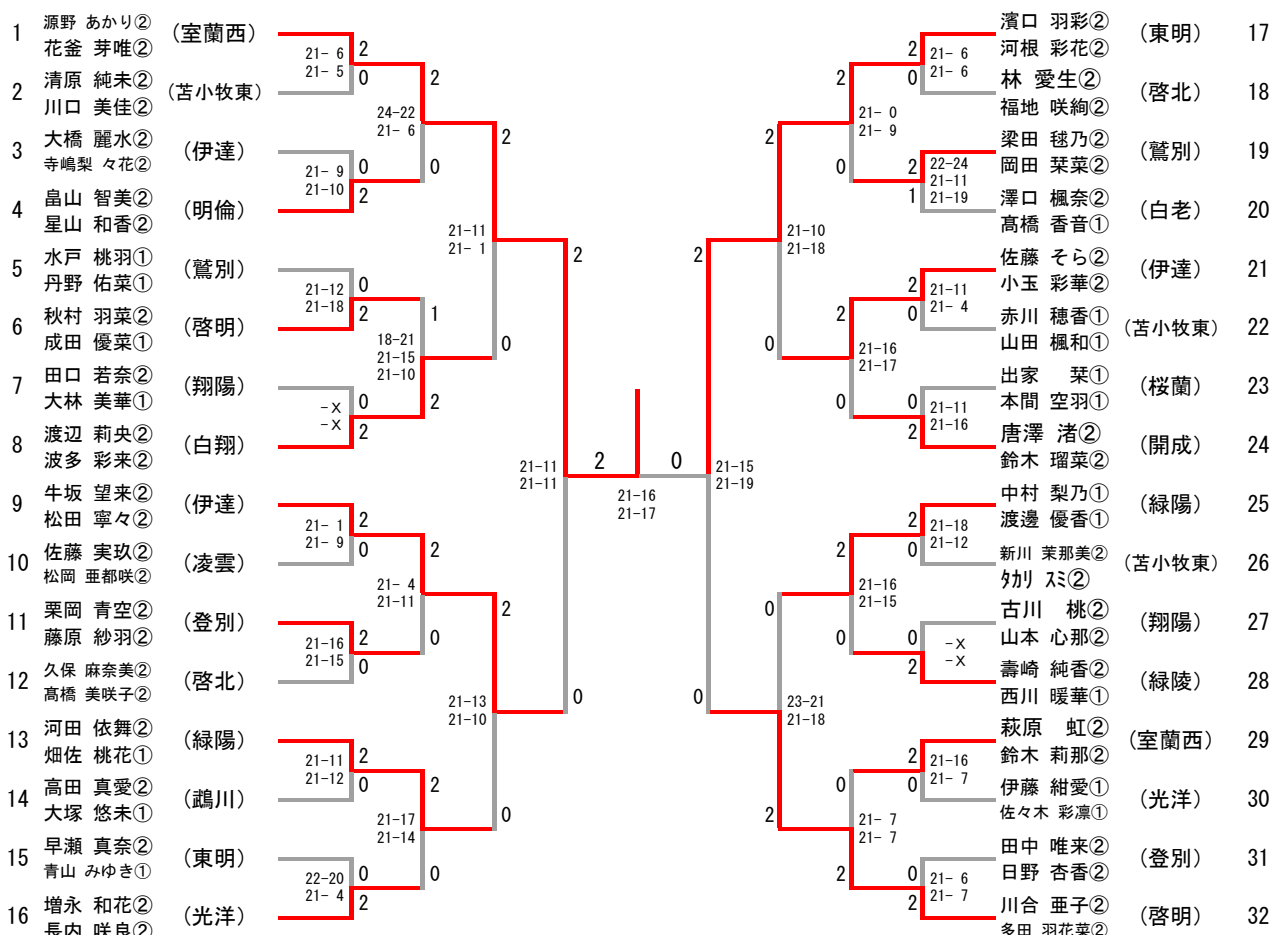 1 源野 あかり② (室蘭西)
花釜 芽唯②
2 清原 純未② (苫小牧東)
川口 美佳②
3 大橋 麗水② (伊達)
寺嶋梨 々花②
4 畠山 智美② (明倫)
星山 和香②
5 水戸 桃羽① (鷲別)
丹野 佑菜①
6 秋村 羽菜② (啓明)
成田 優菜①
7 田口 若奈② (翔陽)
大林 美華①
8 渡辺 莉央② (白翔)
波多 彩来②
9 牛坂 望来② (伊達)
松田 寧々②
10 佐藤 実玖② (凌雲)
松岡 亜都咲②
11 栗岡 青空② (登別)
藤原 紗羽②
12 久保 麻奈美② (啓北)
髙橋 美咲子②
13 河田 依舞② (緑陽)
畑佐 桃花①
14 高田 真愛② (鵡川)
大塚 悠未①
15 早瀬 真奈② (東明)
青山 みゆき①
16 増永 和花② (光洋)
長内 咲良②
21- 6 2
21- 5 0
21- 9 0
21-10 2
21-12 0
21-18 2
-X 0
-X 2
21- 1 2
21- 9 0
21-16 2
21-15 0
21-11 2
21-12 0
22-20 0
21- 4 2
2
24-22
21- 6
0
1
18-21
21-15
21-10
2
2
21- 4
21-11
0
2
21-17
21-14
0
2
21-11
21- 1
0
2
21-13
21-10
0
2
21-11
21-11
0
2 0
21-16
21-17
2
21-15
21-19
0
2
21-10
21-18
0
0
23-21
21-18
2
2
21- 0
21- 9
0
2
21-16
21-17
0
2
21-16
21-15
0
0
21- 7
21- 7
2
2 21- 6
0 21- 6
2 22-24
21-11
1 21-19
2 21-11
0 21- 4
0 21-11
2 21-16
2 21-18
0 21-12
0 -X
2 -X
2 21-16
0 21- 7
0 21- 6
2 21- 7
濱口 羽彩② (東明) 17
河根 彩花②
林 愛生② (啓北) 18
福地 咲絢②
梁田 毬乃② (鷲別) 19
岡田 栞菜②
澤口 楓奈② (白老) 20
髙橋 香音①
佐藤 そら② (伊達) 21
小玉 彩華②
赤川 穂香① (苫小牧東) 22
山田 楓和①
出家 栞① (桜蘭) 23
本間 空羽①
唐澤 渚② (開成) 24
鈴木 瑠菜②
中村 梨乃① (緑陽) 25
渡邊 優香①
新川 茉那美② (苫小牧東) 26
ﾀｶﾘ ｽﾐ②
古川 桃② (翔陽) 27
山本 心那②
壽崎 純香② (緑陵) 28
西川 暖華①
萩原 虹② (室蘭西) 29
鈴木 莉那②
伊藤 紺愛① (光洋) 30
佐々木 彩凛①
田中 唯来② (登別) 31
日野 杏香②
川合 亜子② (啓明) 32
多田 羽花菜②